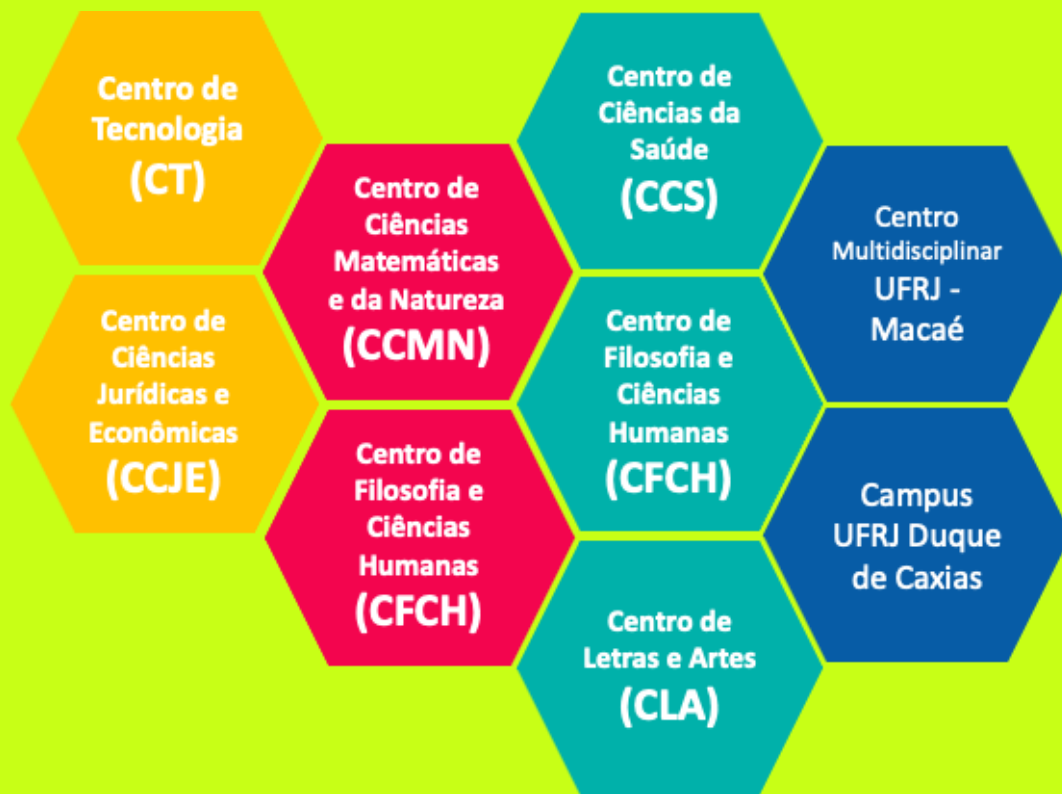 Centro de
Tecnologia
(CT)
Centro de
Ciências
Jurídicas e
Econômicas
(CCJE)
Centro de
Ciências
Matemáticas
e da Natureza
(CCMN)
Centro de
Filosofia e
Ciências
Humanas
(CFCH)
Centro de
Ciências da
Saúde
(CCS)
Centro de
Filosofia e
Ciências
Humanas
(CFCH)
Centro de
Letras e Artes
(CLA)
Centro
Multidisciplinar
UFRJ -
Macaé
Campus
UFRJ Duque
de Caxias